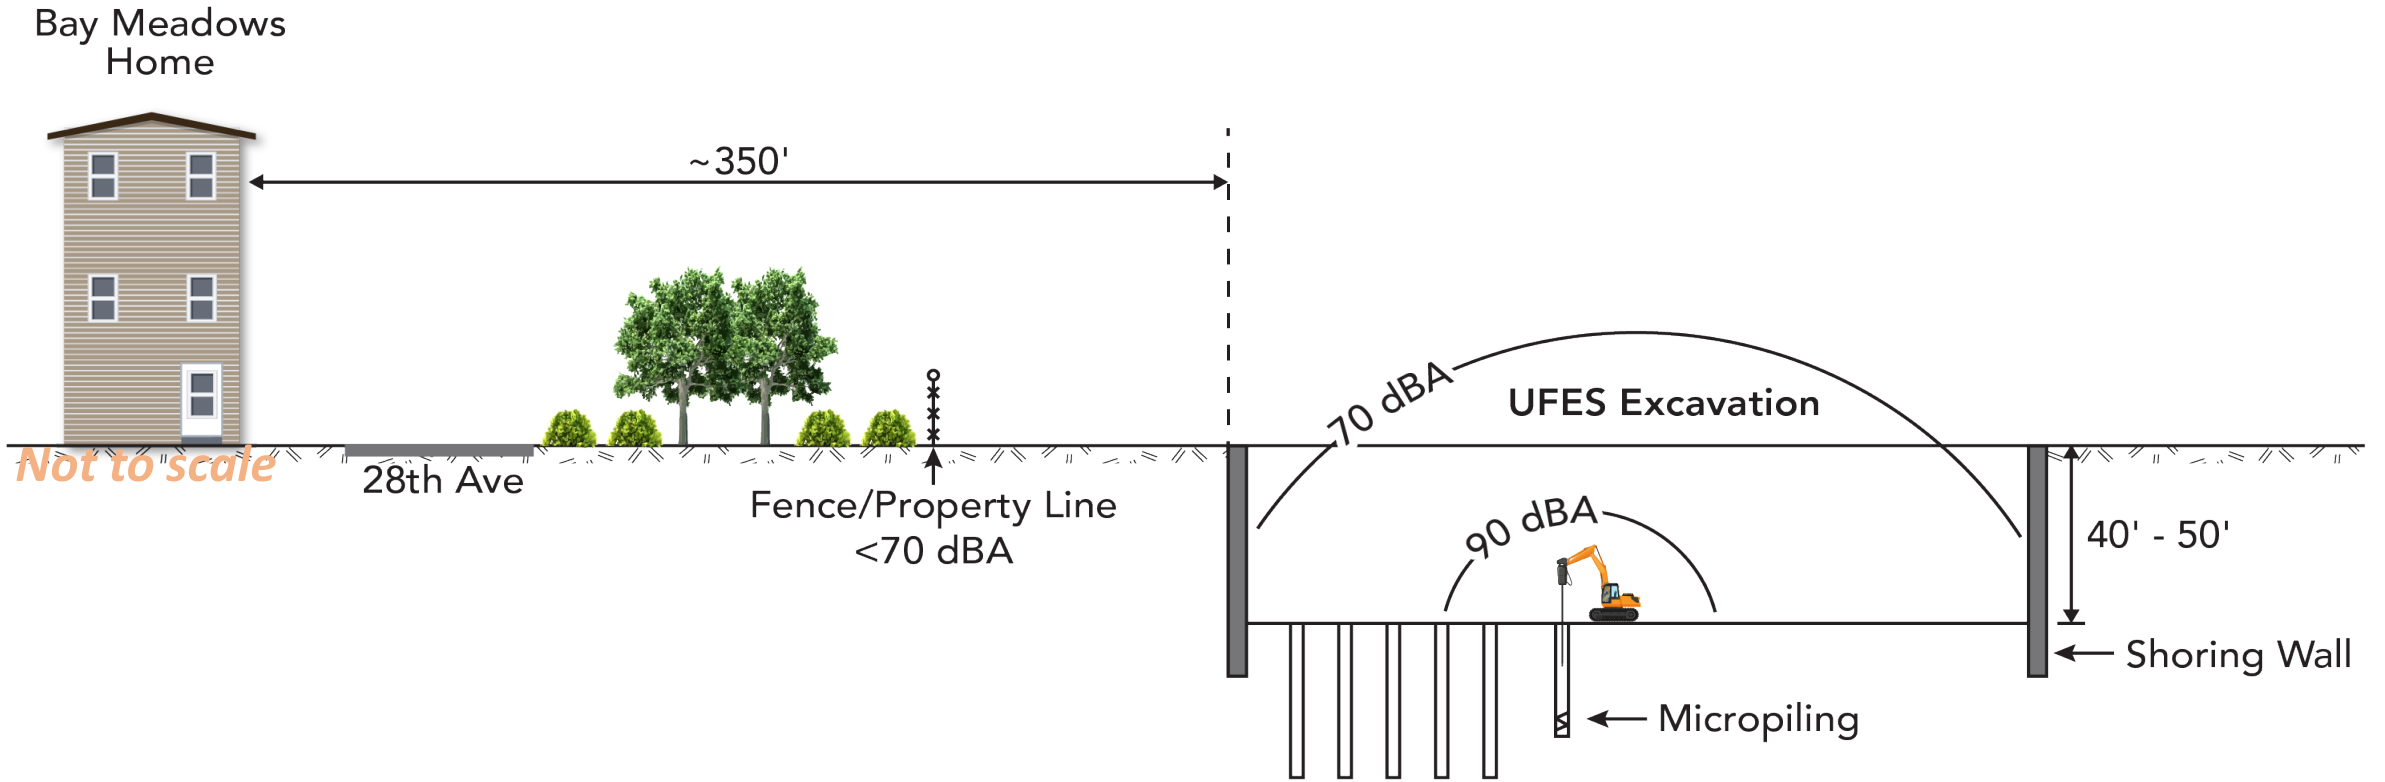 Bay Meadows
Home
~350'
70 dBA
UFES Excavation
Not to scale
28th Ave
Fence/Property Line
<70 dBA
90 dBA
40' - 50'
Shoring Wall
Micropiling